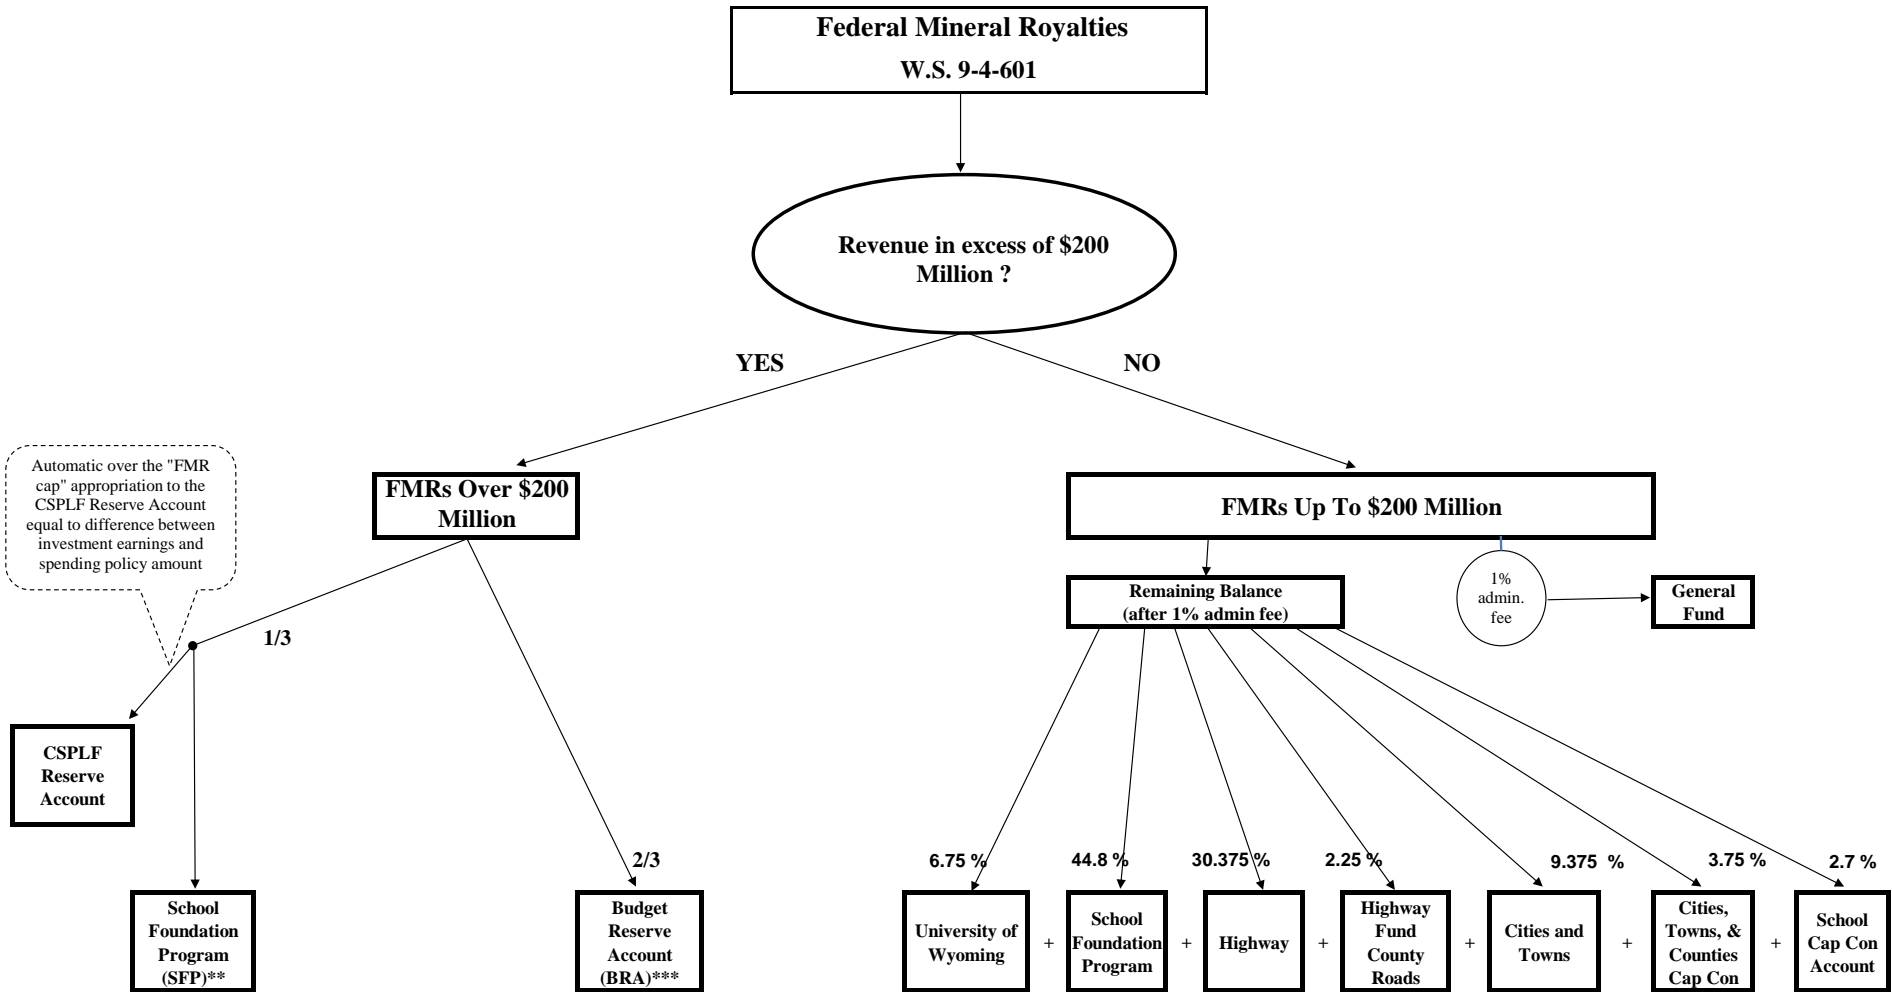 Federal Mineral Royalties
W.S. 9-4-601
Revenue in excess of $200
Million ?
YES
NO
Automatic over the "FMR
cap" appropriation to the
CSPLF Reserve Account
equal to difference between
investment earnings and
spending policy amount
FMRs Over $200
Million
FMRs Up To $200 Million
1%
admin.
fee
General
Fund
Remaining Balance
(after 1% admin fee)
1/3
CSPLF
Reserve
Account
2/3
6.75 %
44.8 %
30.375 %
2.25 %
9.375 %
3.75 %
2.7 %
School
Foundation
Program
(SFP)**
Budget
Reserve
Account
(BRA)***
University of
Wyoming
+
School
Foundation
Program
+
Highway
+
Highway
Fund
County
Roads
+
Cities and
Towns
+
Cities,
Towns, &
Counties
Cap Con
+
School
Cap Con
Account